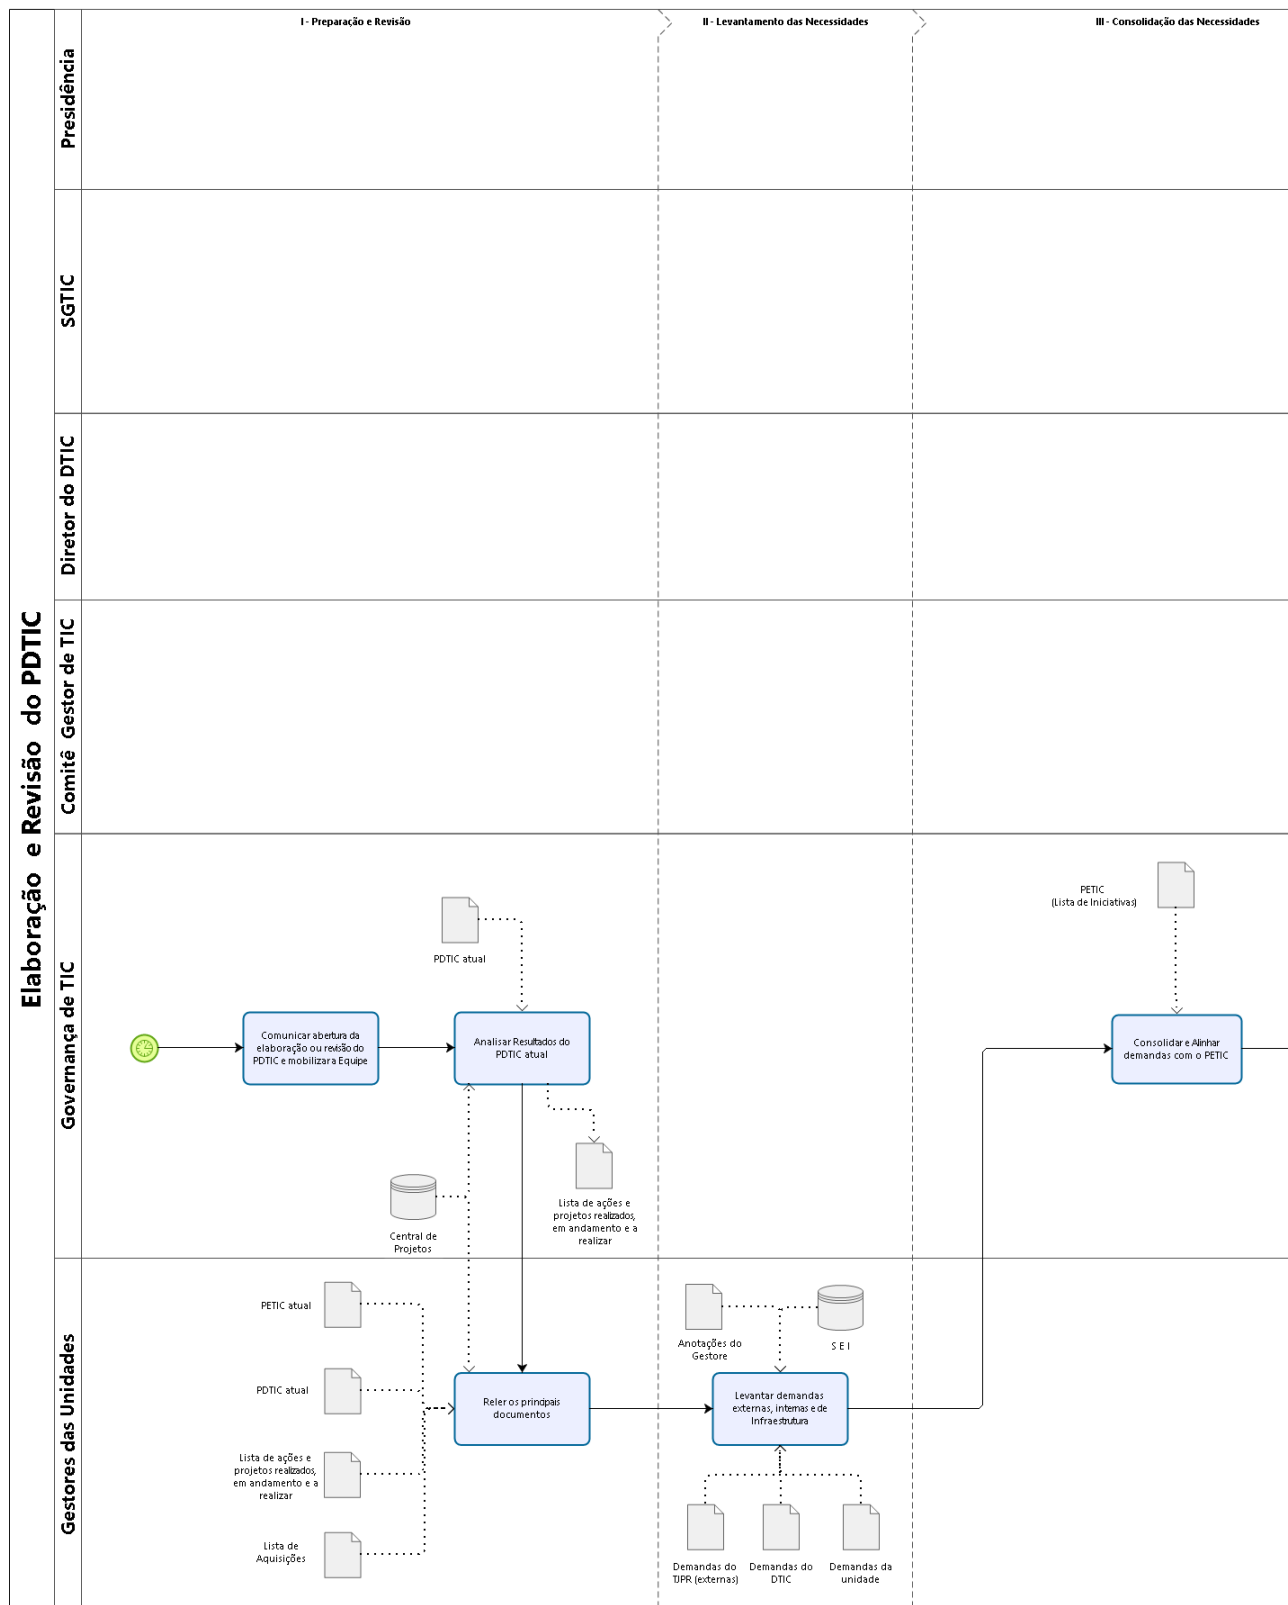 Elaboração e Revisão do PDTIC
I - Preparação e Revisão
II - Levantamento das Necessidades
III - Consolidação das Necessidades
Presidência
SGTIC
Diretor do DTIC
Comitê Gestor de TIC
Governança de TIC
PDTIC atual
Comunicar abertura da
elaboração ou revisão do
PDTIC e mobilizar a Equipe
Analisar Resultados do
PDTIC atual
Central de
Projetos
Lista de ações e
projetos realizados,
em andamento e a
realizar
PETIC
(Lista de Iniciativas)
Consolidar e Alinhar
demandas com o PETIC
Gestores das Unidades
PETIC atual
PDTIC atual
Lista de ações e
projetos realizados,
em andamento e a
realizar
Lista de
Aquisições
Reler os principais
documentos
Anotações do
Gestore
S E I
Levantar demandas
externas, internas e de
Infraestrutura
Demandas do
TJPR (externas)
Demandas do
DTIC
Demandas da
unidade